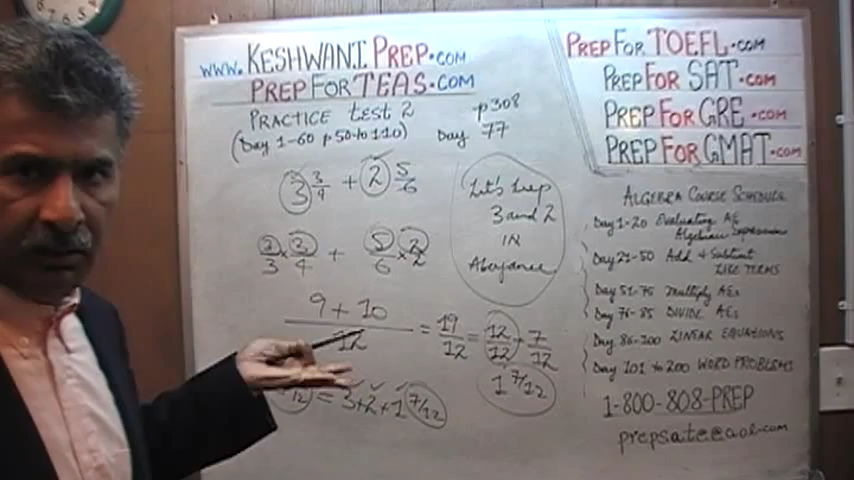 www.KESHWANIPREP.COM
PREPFORTEAS.COM
PRACTICE test 2 - p308
(Day 1-60 p50 to 110) Day 77
3 3/4 + 2 5/6
3/3 × 3/4 + 5/6 × 2/2
9 + 10
12
= 19/12 = 12/12 + 7/12
1 7/12
/12 = 3+2+1 7/12
Let's keep
3 and 2
IN
Abeyance
PREPFORTOEFL.com
PREPFORSAT.com
PREPFORGRE.com
PREPFORGMAT.com
ALGEBRA COURSE SCHEDULE
Day 1-20 Evaluating AE
Algebraic Expressions
Day 21-50 Add & Subtract
LIKE TERMS
Day 51-75 Multiply AEs
Day 76-85 DIVIDE AEs
Day 86-100 LINEAR EQUATIONS
Day 101 to 200 WORD PROBLEMS
1-800-808-PREP
prepsate@aol.com